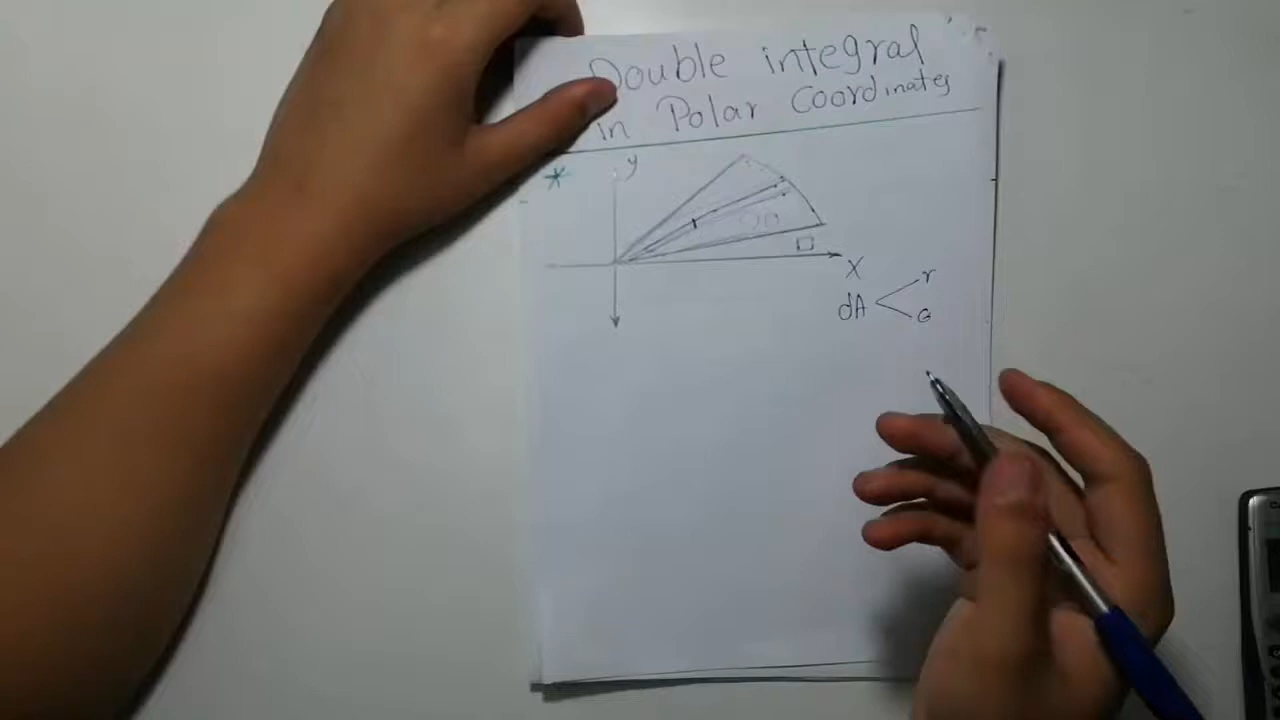 Double integral
in Polar Coordinates
*
y
X
dA
r
θ